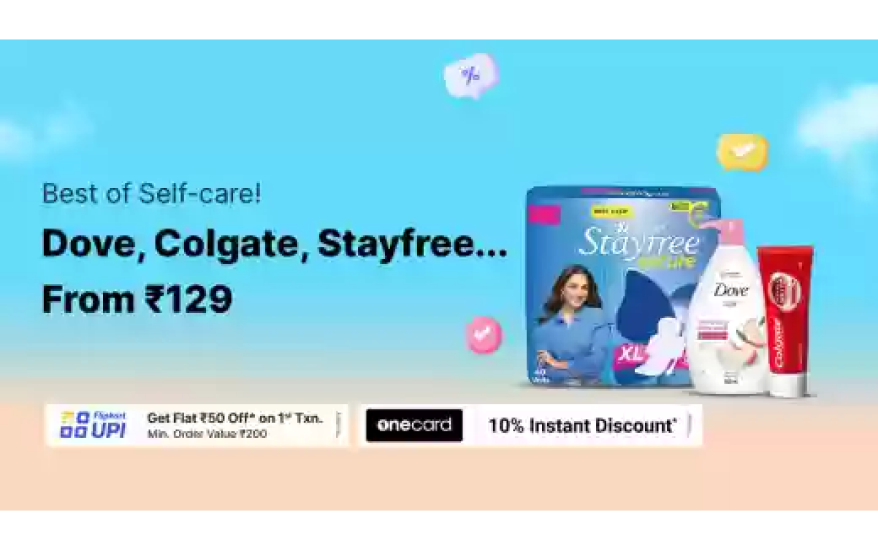 %
Best of Self-care!
Dove, Colgate, Stayfree...
From ₹129
Stayfree
XL
Dove
Colgate
Flipkart
UPI
Get Flat ₹50 Off* on 1st Txn.
Min. Order Value ₹200
onecard
10% Instant Discount*